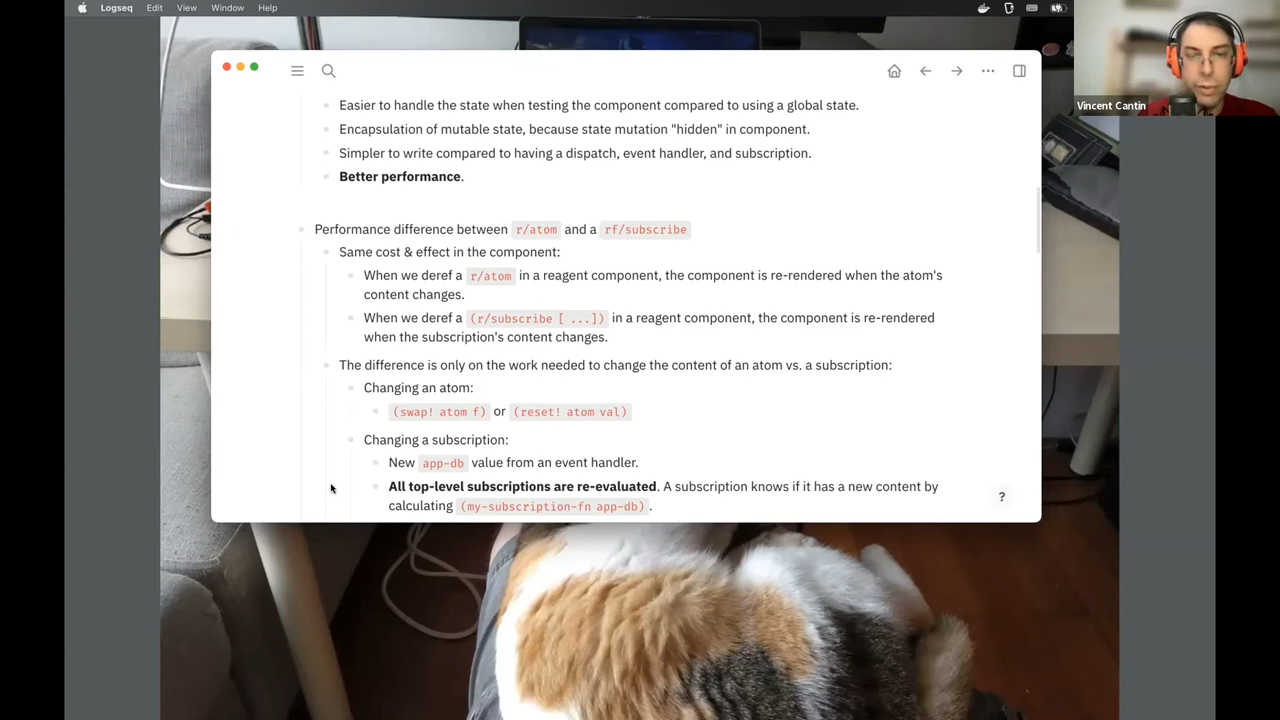 Logseq Edit View Window Help
Vincent Cantin
Easier to handle the state when testing the component compared to using a global state.
Encapsulation of mutable state, because state mutation "hidden" in component.
Simpler to write compared to having a dispatch, event handler, and subscription.
Better performance.
Performance difference between r/atom and a rf/subscribe
Same cost & effect in the component:
When we deref a r/atom in a reagent component, the component is re-rendered when the atom's
content changes.
When we deref a (r/subscribe [ ...]) in a reagent component, the component is re-rendered
when the subscription's content changes.
The difference is only on the work needed to change the content of an atom vs. a subscription:
Changing an atom:
(swap! atom f) or (reset! atom val)
Changing a subscription:
New app-db value from an event handler.
All top-level subscriptions are re-evaluated. A subscription knows if it has a new content by
calculating (my-subscription-fn app-db).
?